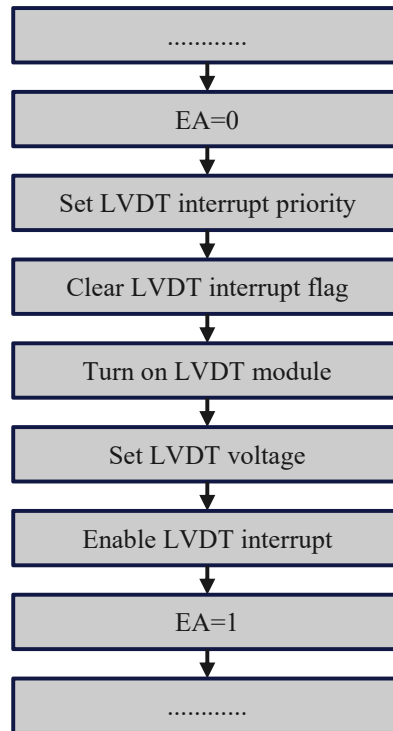 ............
EA=0
Set LVDT interrupt priority
Clear LVDT interrupt flag
Turn on LVDT module
Set LVDT voltage
Enable LVDT interrupt
EA=1
............